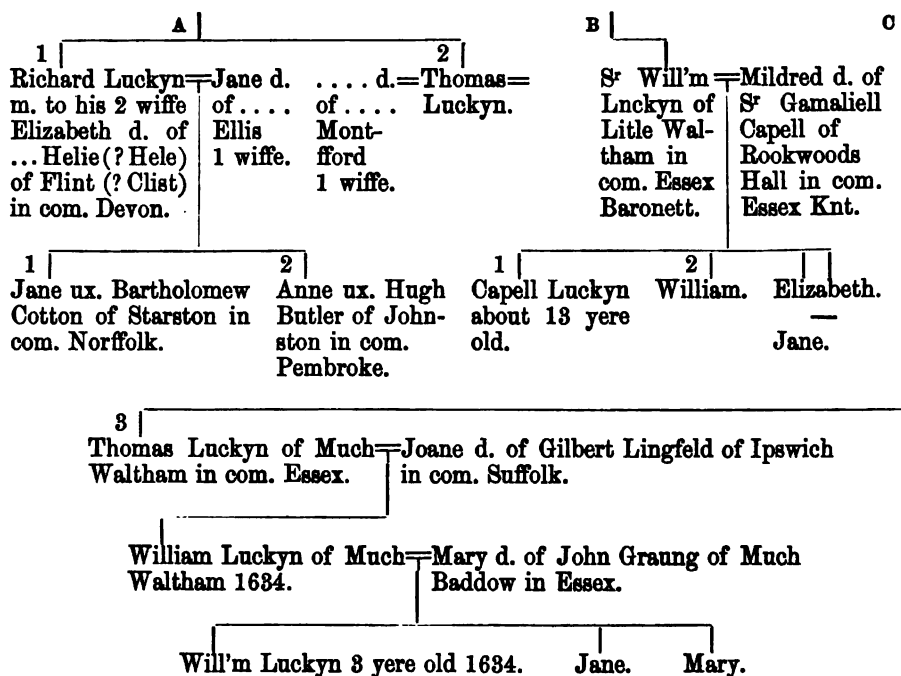 A B C
1 2
Richard Luckyn=Jane d. .... d.=Thomas= Sr Will'm=Mildred d. of
m. to his 2 wiffe of.... of.... Luckyn. Lnckyn of Sr Gamaliell
Elizabeth d. of Ellis Mont- Litle Wal- Capell of
...Helie (? Hele) 1 wiffe. fford tham in Rookwoods
of Flint (? Clist) 1 wiffe. com. Essex Hall in com.
in com. Devon. Baronett. Essex Knt.
1 2 1 2
Jane ux. Bartholomew Anne ux. Hugh Capell Luckyn William. Elizabeth.
Cotton of Starston in Butler of John- about 13 yere —
com. Norffolk. ston in com. old. Jane.
Pembroke.
3
Thomas Luckyn of Much=Joane d. of Gilbert Lingfeld of Ipswich
Waltham in com. Essex. in com. Suffolk.
William Luckyn of Much=Mary d. of John Graung of Much
Waltham 1634. Baddow in Essex.
Will'm Luckyn 3 yere old 1634. Jane. Mary.